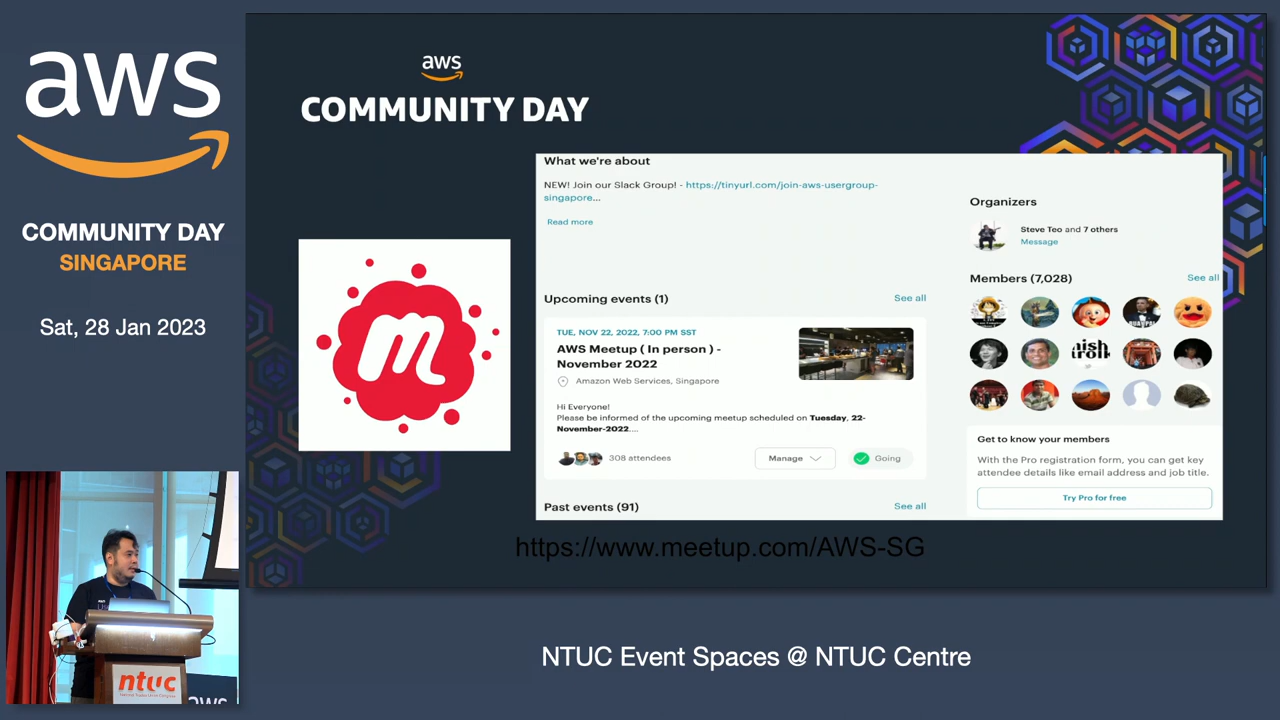 aws
COMMUNITY DAY
SINGAPORE
Sat, 28 Jan 2023
aws
COMMUNITY DAY
What we're about
NEW! Join our Slack Group! - https://tinyurl.com/join-aws-usergroup-
singapore...
Read more
Upcoming events (1)
See all
TUE, NOV 22, 2022, 7:00 PM SST
AWS Meetup ( In person ) -
November 2022
Amazon Web Services, Singapore
Hi Everyone!
Please be informed of the upcoming meetup scheduled on Tuesday, 22-
November-2022....
308 attendees
Manage
Going
Past events (91)
See all
Organizers
Steve Teo and 7 others
Message
Members (7,028)
See all
Get to know your members
With the Pro registration form, you can get key
attendee details like email address and job title.
Try Pro for free
m
https://www.meetup.com/AWS-SG
aws
ntuc
National Trades Union Congress
aws
NTUC Event Spaces @ NTUC Centre